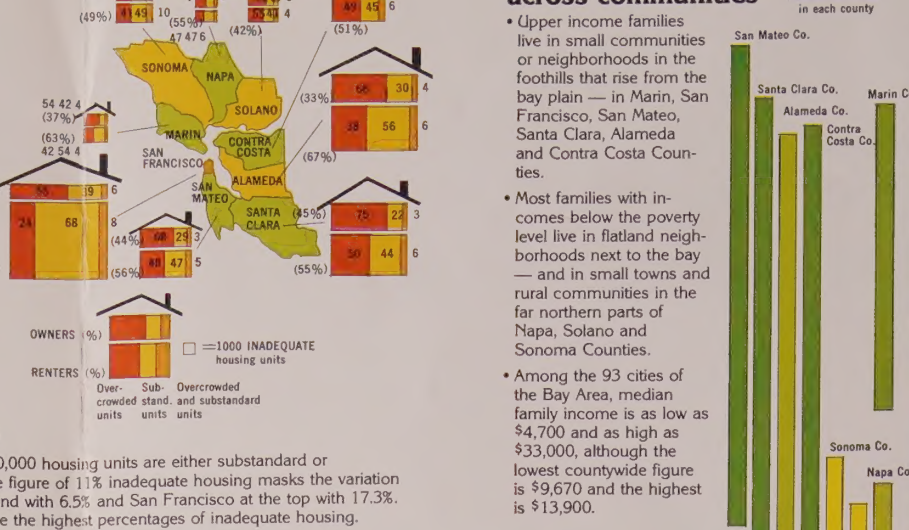 (49%) 41 49 10
(55%)
47 47 6
4
(42%)
49 45 6
(51%)
SONOMA
NAPA
SOLANO
MARIN
CONTRA
COSTA
SAN
FRANCISCO
ALAMEDA
SAN
MATEO
SANTA
CLARA
54 42 4
(37%)
(63%)
42 54 4
(33%) 66 30 4
38 56 6
(67%)
39 6
24 68 8
(44%) 68 29 3
(56%) 48 47 5
(45%) 75 22 3
50 44 6
(55%)
OWNERS (%)
RENTERS (%)
=1000 INADEQUATE
housing units
Over- Sub- Overcrowded
crowded stand. and substandard
units units units
0,000 housing units are either substandard or
e figure of 11% inadequate housing masks the variation
nd with 6.5% and San Francisco at the top with 17.3%.
e the highest percentages of inadequate housing.
across communities
• Upper income families
live in small communities
or neighborhoods in the
foothills that rise from the
bay plain — in Marin, San
Francisco, San Mateo,
Santa Clara, Alameda
and Contra Costa Coun-
ties.
• Most families with in-
comes below the poverty
level live in flatland neigh-
borhoods next to the bay
— and in small towns and
rural communities in the
far northern parts of
Napa, Solano and
Sonoma Counties.
• Among the 93 cities of
the Bay Area, median
family income is as low as
$4,700 and as high as
$33,000, although the
lowest countywide figure
is $9,670 and the highest
is $13,900.
in each county
San Mateo Co.
Santa Clara Co.
Marin C
Alameda Co.
Contra
Costa Co.
Sonoma Co.
Napa Co